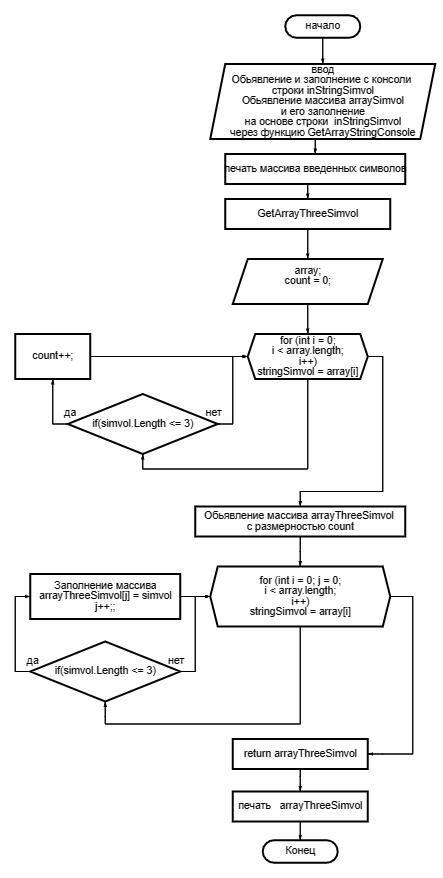 начало
ввод
Обьявление и заполнение с консоли
строки inStringSimvol
Обьявление массива arraySimvol
и его заполнение
на основе строки inStringSimvol
через функцию GetArrayStringConsole
печать массива введенных символов
GetArrayThreeSimvol
array;
count = 0;
for (int i = 0;
i < array.length;
i++)
stringSimvol = array[i]
count++;
да
if(simvol.Length <= 3)
нет
Обьявление массива arrayThreeSimvol
с размерностью count
for (int i = 0; j = 0;
i < array.length;
i++)
stringSimvol = array[i]
Заполнение массива
arrayThreeSimvol[j] = simvol
j++;;
да
if(simvol.Length <= 3)
нет
return arrayThreeSimvol
печать arrayThreeSimvol
Конец